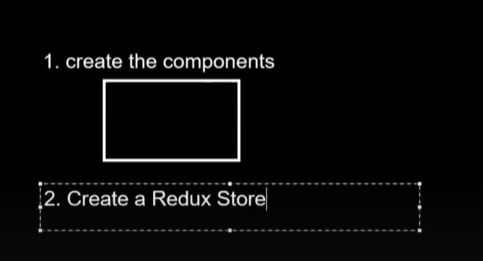 1. create the components
2. Create a Redux Store